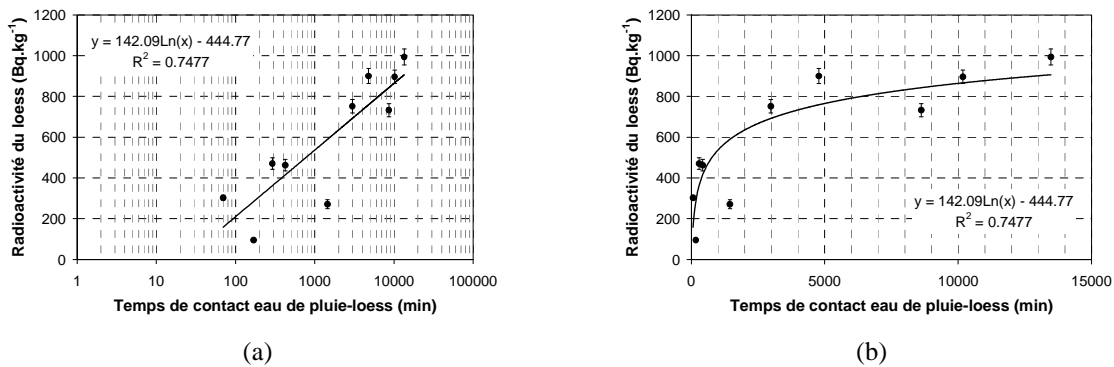 1200
1000
800
600
400
200
0
Radioactivité du loess (Bq.kg-1)
y = 142.09Ln(x) - 444.77
R2 = 0.7477
1 10 100 1000 10000 100000
Temps de contact eau de pluie-loess (min)
(a)
1200
1000
800
600
400
200
0
Radioactivité du loess (Bq.kg-1)
y = 142.09Ln(x) - 444.77
R2 = 0.7477
0 5000 10000 15000
Temps de contact eau de pluie-loess (min)
(b)